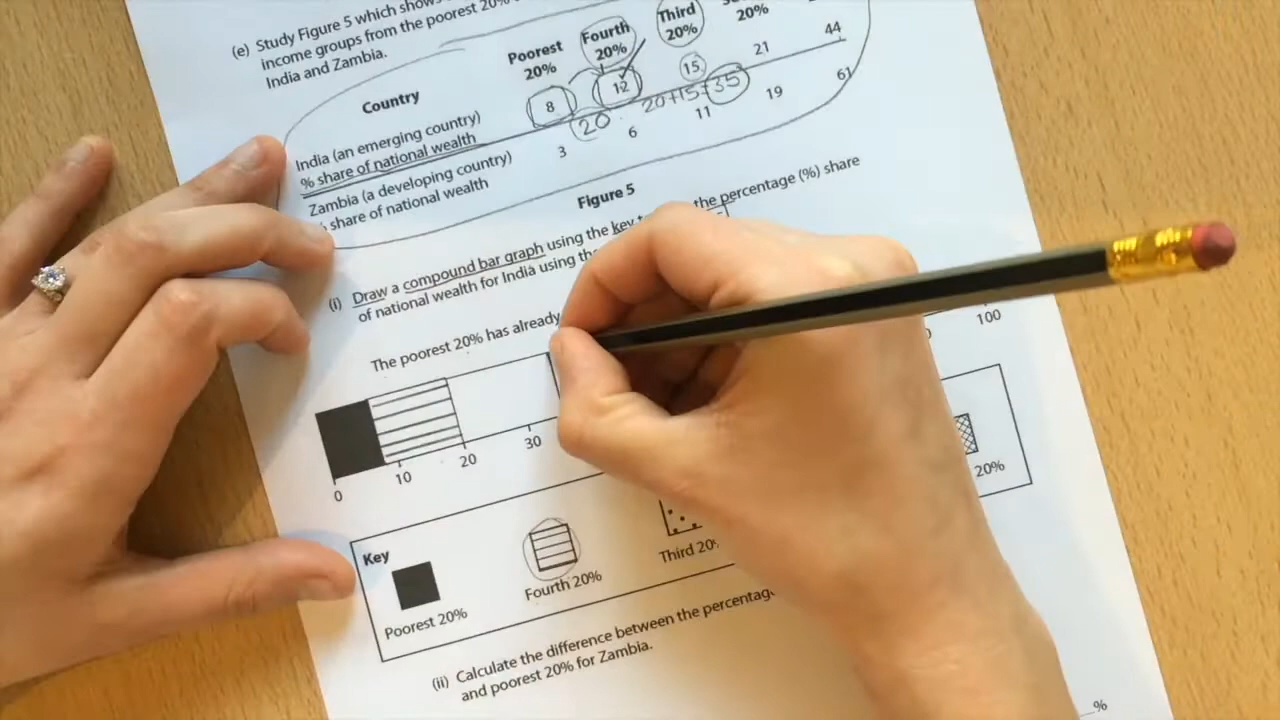 (e) Study Figure 5 which shows
income groups from the poorest 20%
India and Zambia.
Country Poorest 20% Fourth 20% Third 20% 20%
India (an emerging country)
% share of national wealth 8 12 15 21 44
20 20+15=35
Zambia (a developing country)
share of national wealth 3 6 11 19 61
Figure 5
(i) Draw a compound bar graph using the key the percentage (%) share
of national wealth for India using the
The poorest 20% has already
0 10 20 30 100
Key
Poorest 20% Fourth 20% Third 20% 20%
(ii) Calculate the difference between the percentage
and poorest 20% for Zambia.
%